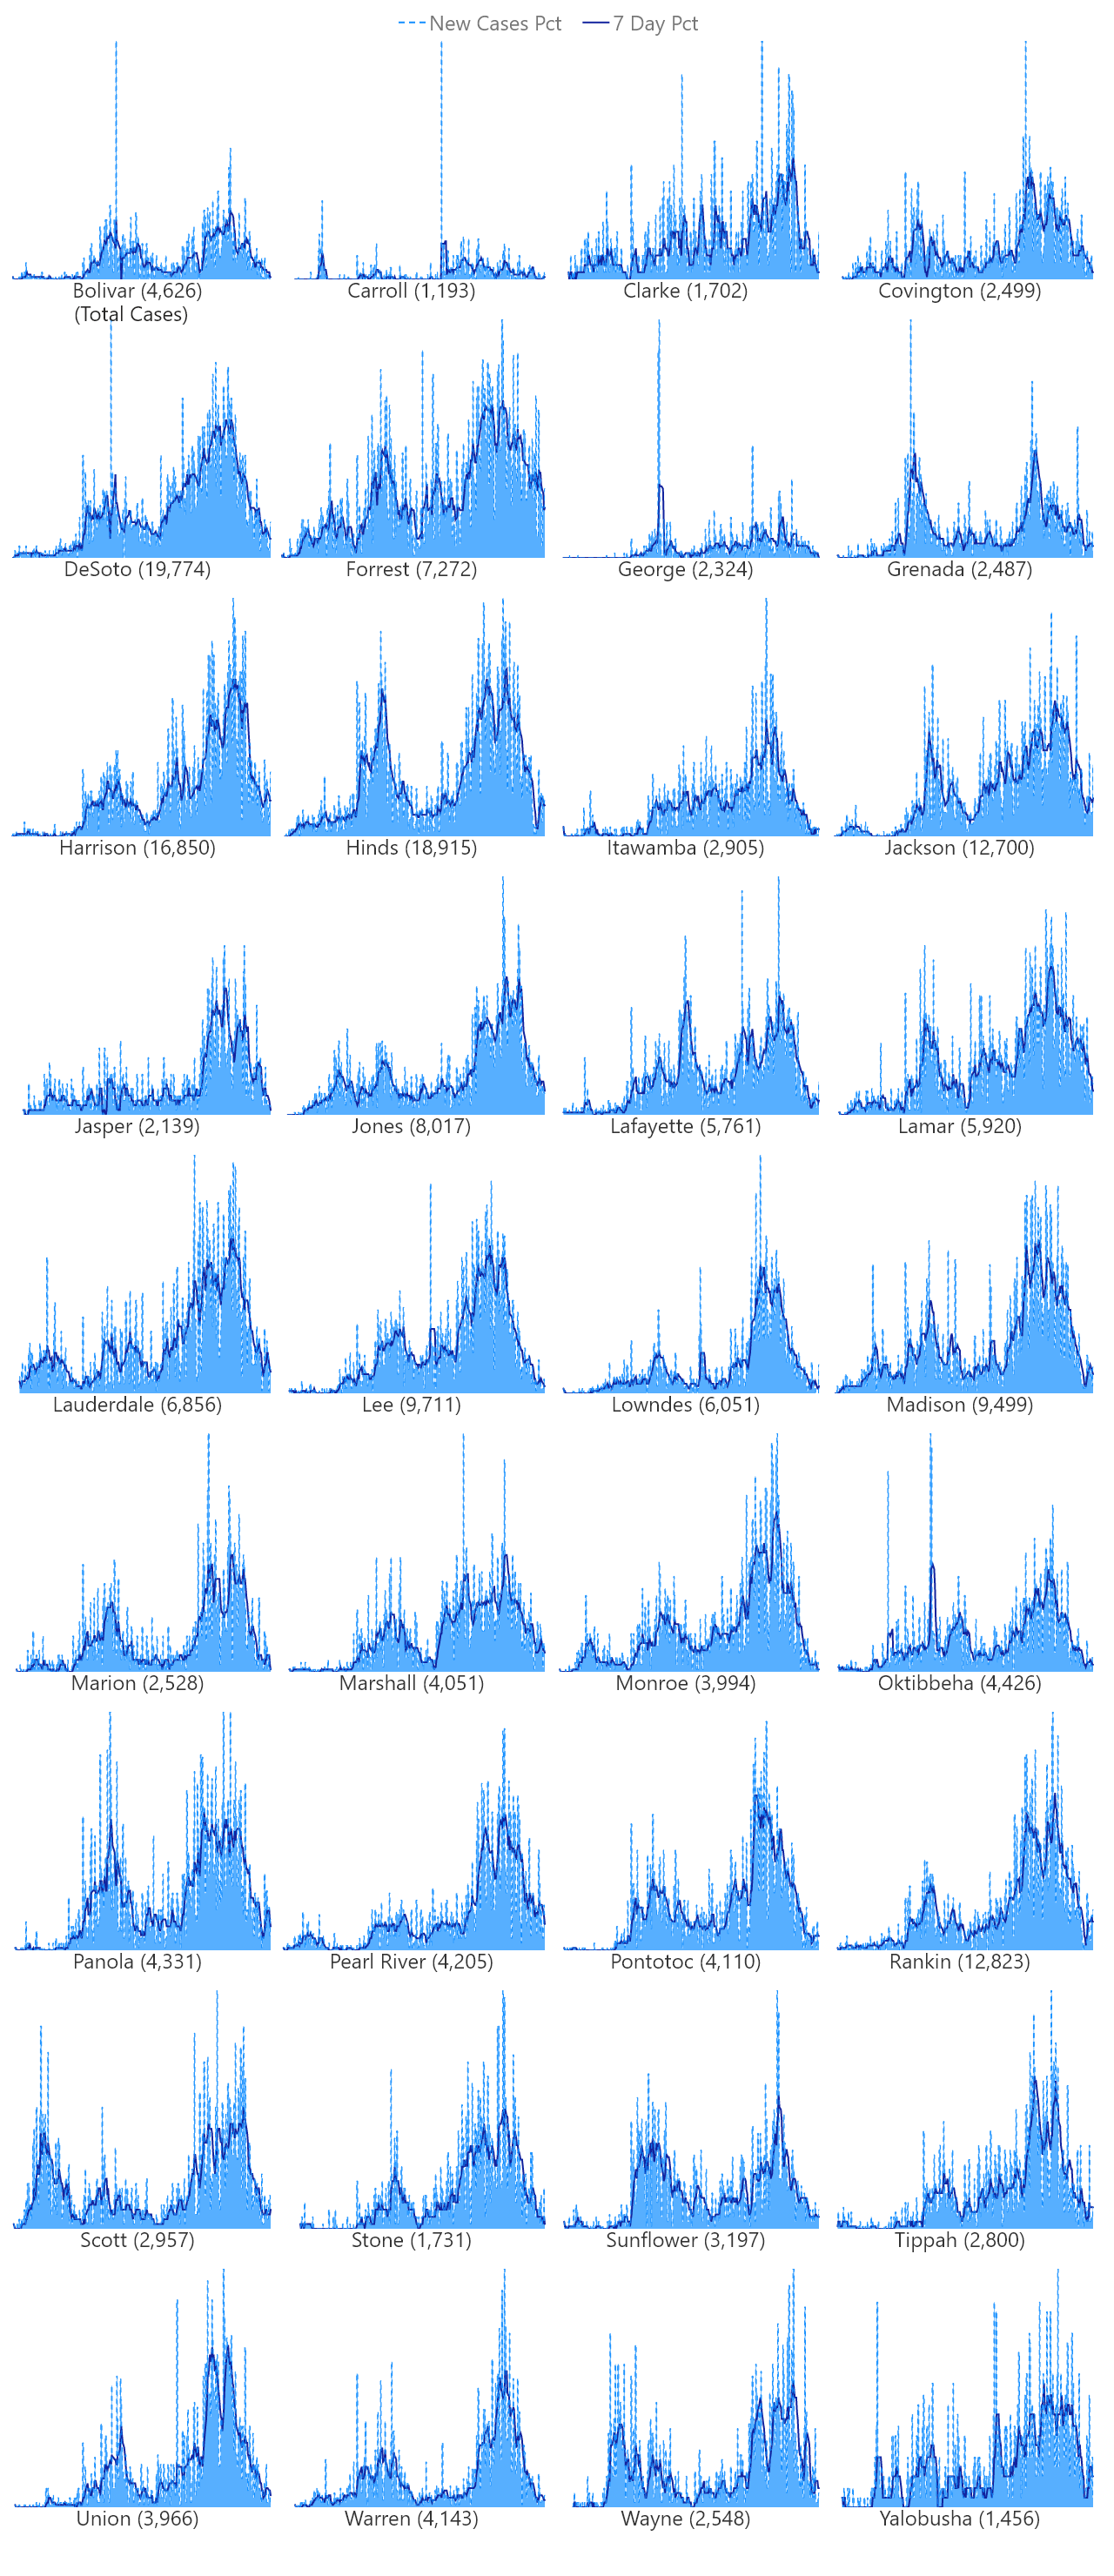 New Cases Pct 7 Day Pct
Bolivar (4,626) Carroll (1,193) Clarke (1,702) Covington (2,499)
(Total Cases)
DeSoto (19,774) Forrest (7,272) George (2,324) Grenada (2,487)
Harrison (16,850) Hinds (18,915) Itawamba (2,905) Jackson (12,700)
Jasper (2,139) Jones (8,017) Lafayette (5,761) Lamar (5,920)
Lauderdale (6,856) Lee (9,711) Lowndes (6,051) Madison (9,499)
Marion (2,528) Marshall (4,051) Monroe (3,994) Oktibbeha (4,426)
Panola (4,331) Pearl River (4,205) Pontotoc (4,110) Rankin (12,823)
Scott (2,957) Stone (1,731) Sunflower (3,197) Tippah (2,800)
Union (3,966) Warren (4,143) Wayne (2,548) Yalobusha (1,456)